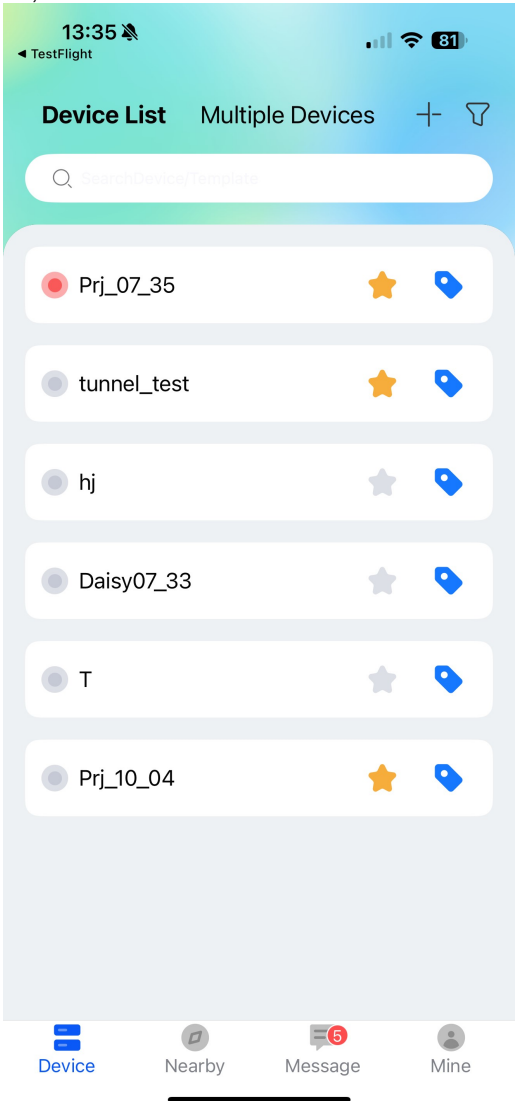 13:35
81
◀ TestFlight
Device List Multiple Devices
SearchDevice/Template
Prj_07_35
tunnel_test
hj
Daisy07_33
T
Prj_10_04
5
Device Nearby Message Mine